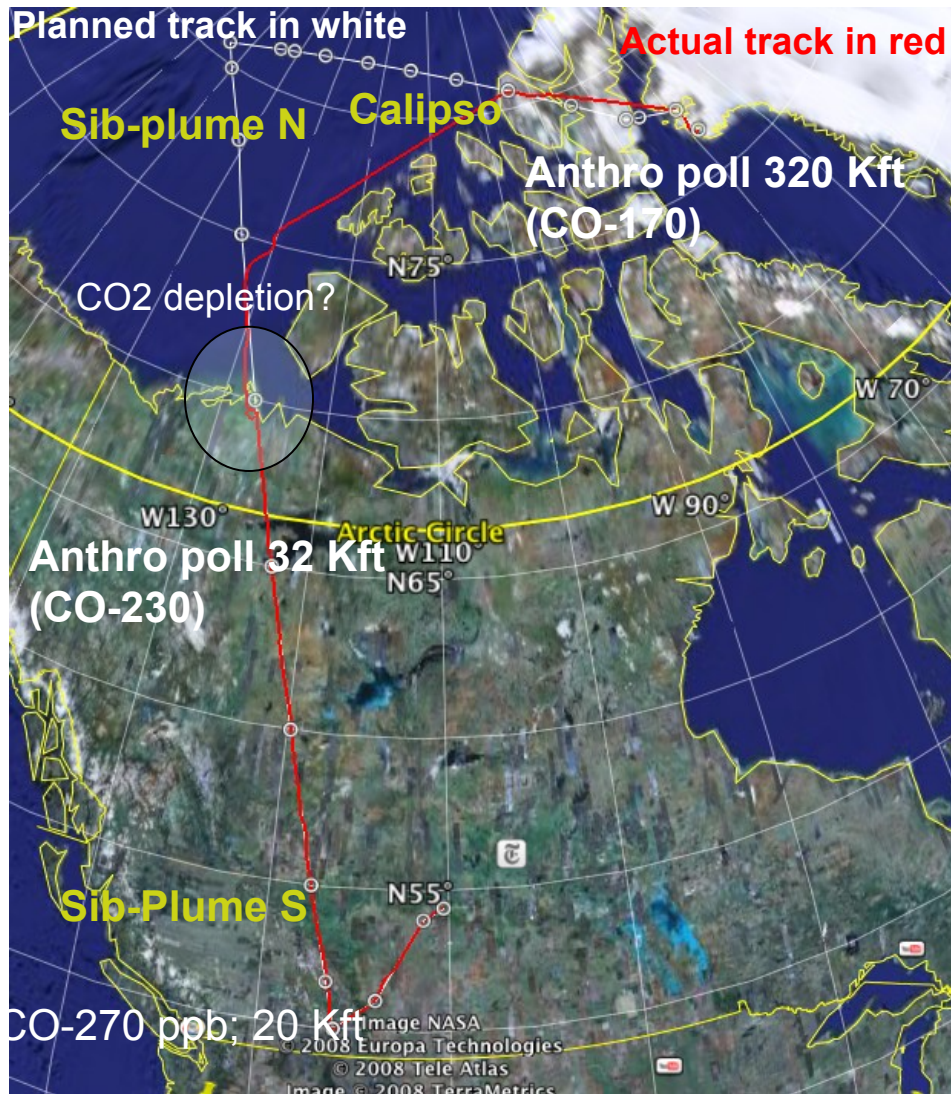 Planned track in white
Actual track in red
Sib-plume N
Calipso
Anthro poll 320 Kft
(CO-170)
N75°
CO2 depletion?
W 70°
W 90°
W130°
Arctic Circle
W110°
N65°
Anthro poll 32 Kft
(CO-230)
N55°
Sib-Plume S
CO-270 ppb; 20 Kft
Image NASA
© 2008 Europa Technologies
© 2008 Tele Atlas
Image © 2008 TerraMetrics